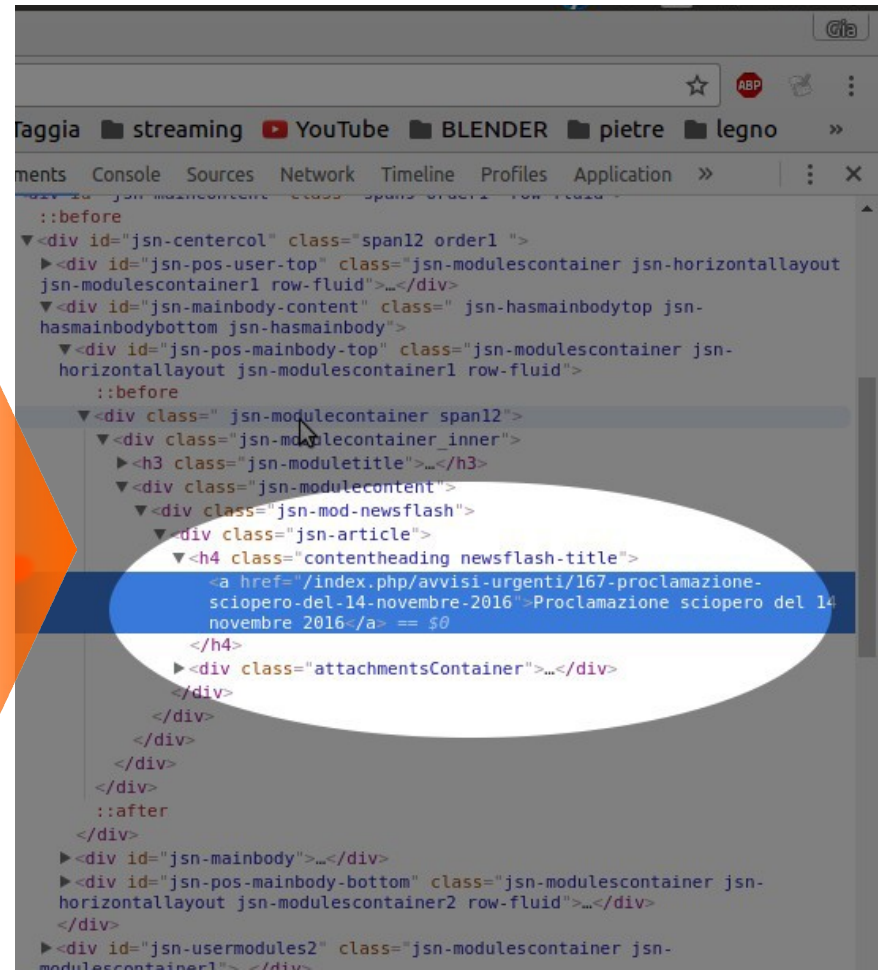 Gia
ABP
Taggia streaming YouTube BLENDER pietre legno »
ments Console Sources Network Timeline Profiles Application »
::before
▼<div id="jsn-centercol" class="span12 order1 ">
▶<div id="jsn-pos-user-top" class="jsn-modulescontainer jsn-horizontallayout
jsn-modulescontainer1 row-fluid">…</div>
▼<div id="jsn-mainbody-content" class=" jsn-hasmainbodytop jsn-
hasmainbodybottom jsn-hasmainbody">
▼<div id="jsn-pos-mainbody-top" class="jsn-modulescontainer jsn-
horizontallayout jsn-modulescontainer1 row-fluid">
::before
▼<div class=" jsn-modulecontainer span12">
▼<div class="jsn-modulecontainer_inner">
▶<h3 class="jsn-moduletitle">…</h3>
▼<div class="jsn-modulecontent">
▼<div class="jsn-mod-newsflash">
▼<div class="jsn-article">
▼<h4 class="contentheading newsflash-title">
<a href="/index.php/avvisi-urgenti/167-proclamazione-
sciopero-del-14-novembre-2016">Proclamazione sciopero del 14
novembre 2016</a> == $0
</h4>
▶<div class="attachmentsContainer">…</div>
</div>
</div>
</div>
</div>
</div>
::after
</div>
▶<div id="jsn-mainbody">…</div>
▶<div id="jsn-pos-mainbody-bottom" class="jsn-modulescontainer jsn-
horizontallayout jsn-modulescontainer2 row-fluid">…</div>
</div>
▶<div id="jsn-usermodules2" class="jsn-modulescontainer jsn-
modulescontainer1">…</div>